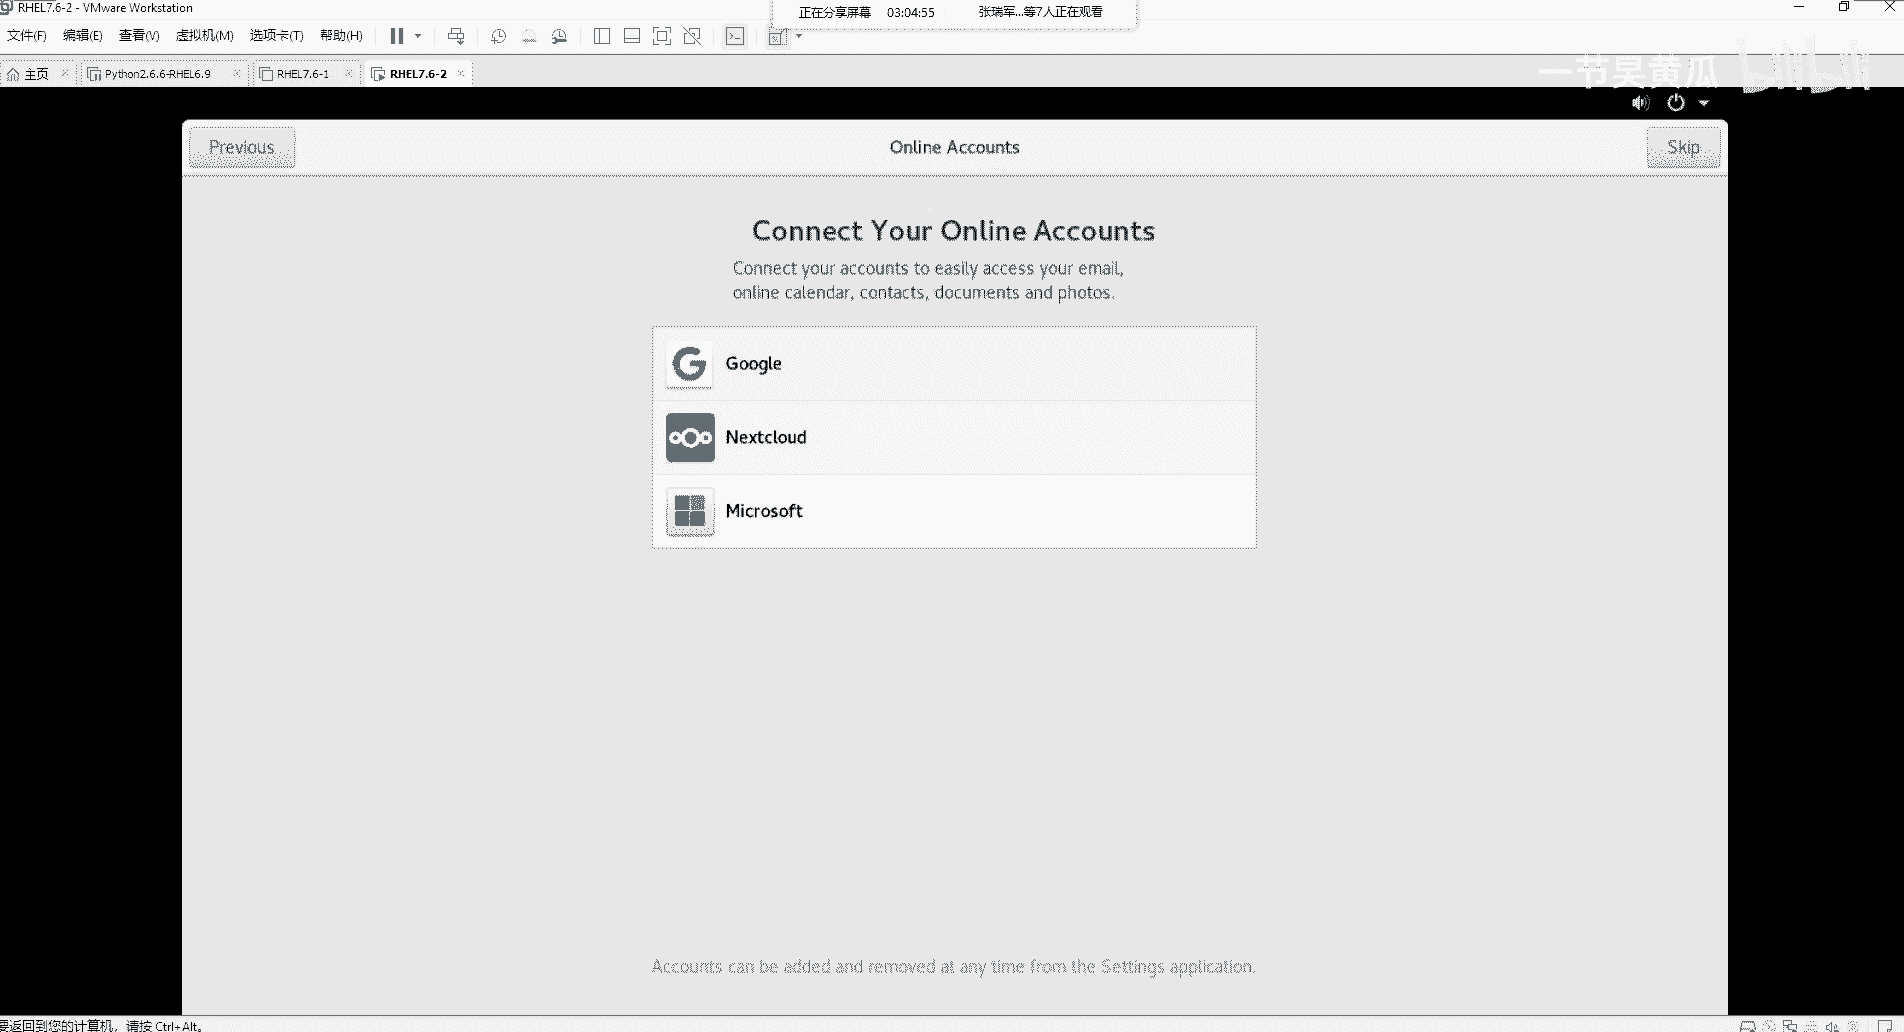 RHEL7.6-2 - VMware Workstation
正在分享屏幕 03:04:55 张瑞军...等7人正在观看
文件(F) 编辑(E) 查看(V) 虚拟机(M) 选项卡(T) 帮助(H)
主页 Python2.6.6-RHEL6.9 RHEL7.6-1 RHEL7.6-2
一节昊黄瓜 bilibili
Previous Online Accounts Skip
Connect Your Online Accounts
Connect your accounts to easily access your email,
online calendar, contacts, documents and photos.
Google
Nextcloud
Microsoft
Accounts can be added and removed at any time from the Settings application.
要返回到您的计算机，请按 Ctrl+Alt。